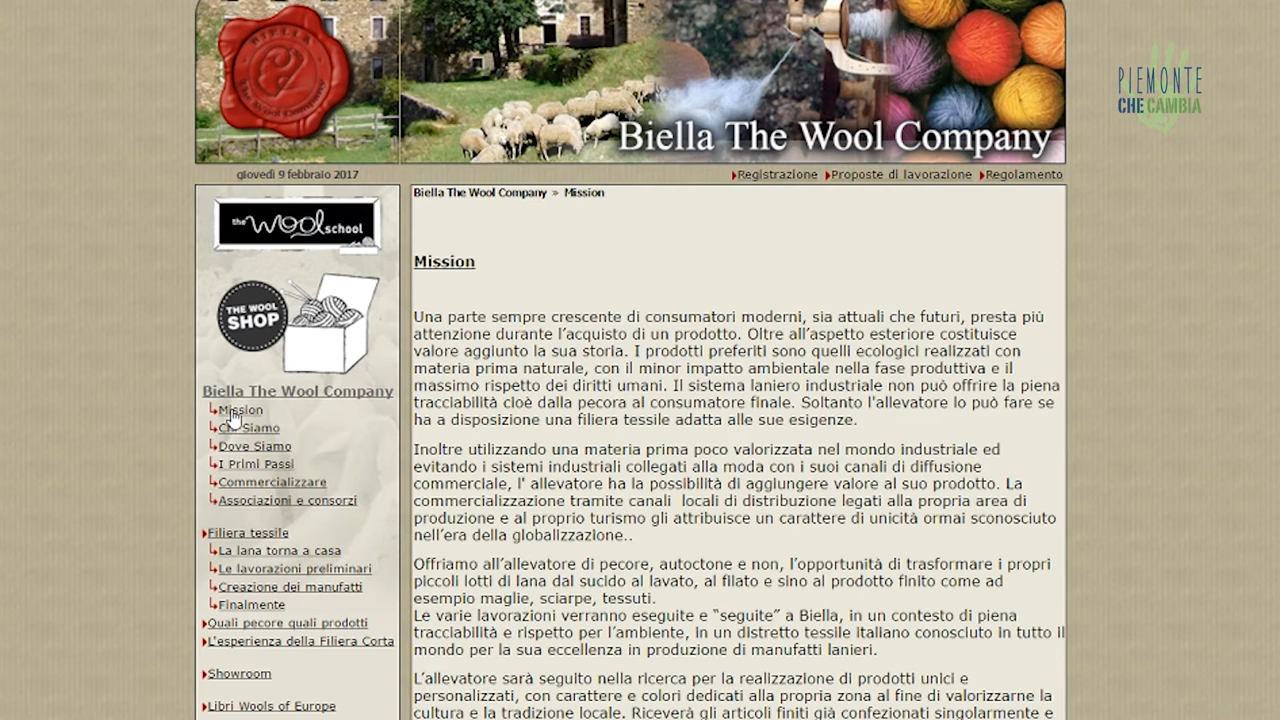 BIELLA
The Wool Company
Biella The Wool Company
PIEMONTE
CHE CAMBIA
giovedì 9 febbraio 2017
Registrazione Proposte di lavorazione Regolamento
the Wool school
THE WOOL
SHOP
Biella The Wool Company
Mission
Chi Siamo
Dove Siamo
I Primi Passi
Commercializzare
Associazioni e consorzi
Filiera tessile
La lana torna a casa
Le lavorazioni preliminari
Creazione dei manufatti
Finalmente
Quali pecore quali prodotti
L'esperienza della Filiera Corta
Showroom
Libri Wools of Europe
Biella The Wool Company » Mission
Mission
Una parte sempre crescente di consumatori moderni, sia attuali che futuri, presta più
attenzione durante l’acquisto di un prodotto. Oltre all’aspetto esteriore costituisce
valore aggiunto la sua storia. I prodotti preferiti sono quelli ecologici realizzati con
materia prima naturale, con il minor impatto ambientale nella fase produttiva e il
massimo rispetto dei diritti umani. Il sistema laniero industriale non può offrire la piena
tracciabilità cioè dalla pecora al consumatore finale. Soltanto l'allevatore lo può fare se
ha a disposizione una filiera tessile adatta alle sue esigenze.
Inoltre utilizzando una materia prima poco valorizzata nel mondo industriale ed
evitando i sistemi industriali collegati alla moda con i suoi canali di diffusione
commerciale, l' allevatore ha la possibilità di aggiungere valore al suo prodotto. La
commercializzazione tramite canali locali di distribuzione legati alla propria area di
produzione e al proprio turismo gli attribuisce un carattere di unicità ormai sconosciuto
nell’era della globalizzazione..
Offriamo all’allevatore di pecore, autoctone e non, l’opportunità di trasformare i propri
piccoli lotti di lana dal sucido al lavato, al filato e sino al prodotto finito come ad
esempio maglie, sciarpe, tessuti.
Le varie lavorazioni verranno eseguite e “seguite” a Biella, in un contesto di piena
tracciabilità e rispetto per l’ambiente, in un distretto tessile italiano conosciuto in tutto il
mondo per la sua eccellenza in produzione di manufatti lanieri.
L’allevatore sarà seguito nella ricerca per la realizzazione di prodotti unici e
personalizzati, con carattere e colori dedicati alla propria zona al fine di valorizzarne la
cultura e la tradizione locale. Riceverà gli articoli finiti già confezionati singolarmente e